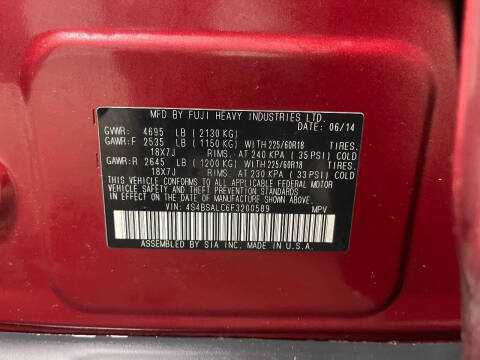 MFD BY FUJI HEAVY INDUSTRIES LTD.
DATE: 06/14
GVWR: 4695 LB ( 2130 KG)
GAWR:F 2535 LB ( 1150 KG) WITH 225/60R18 TIRES.
18X7J RIMS. AT 240 KPA ( 35 PSI) COLD
GAWR:R 2645 LB ( 1200 KG) WITH 225/60R18 TIRES.
18X7J RIMS. AT 230 KPA ( 33 PSI) COLD
THIS VEHICLE CONFORMS TO ALL APPLICABLE FEDERAL MOTOR
VEHICLE SAFETY AND THEFT PREVENTION STANDARDS
IN EFFECT ON THE DATE OF MANUFACTURE SHOWN ABOVE.
VIN: 4S4BSALC6F3200589 MPV
ASSEMBLED BY SIA INC. MADE IN U.S.A.